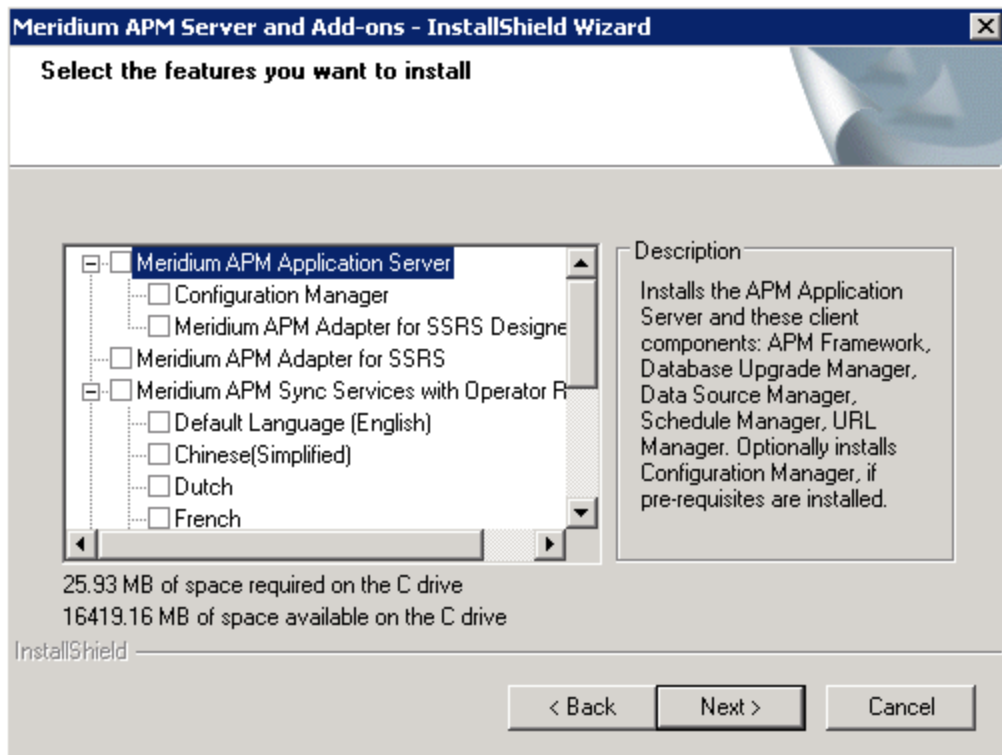 Meridium APM Server and Add-ons - InstallShield Wizard
Select the features you want to install
Meridium APM Application Server
Configuration Manager
Meridium APM Adapter for SSRS Designe
Meridium APM Adapter for SSRS
Meridium APM Sync Services with Operator R
Default Language (English)
Chinese(Simplified)
Dutch
French
Description
Installs the APM Application
Server and these client
components: APM Framework,
Database Upgrade Manager,
Data Source Manager,
Schedule Manager, URL
Manager. Optionally installs
Configuration Manager, if
pre-requisites are installed.
25.93 MB of space required on the C drive
16419.16 MB of space available on the C drive
InstallShield
< Back
Next >
Cancel